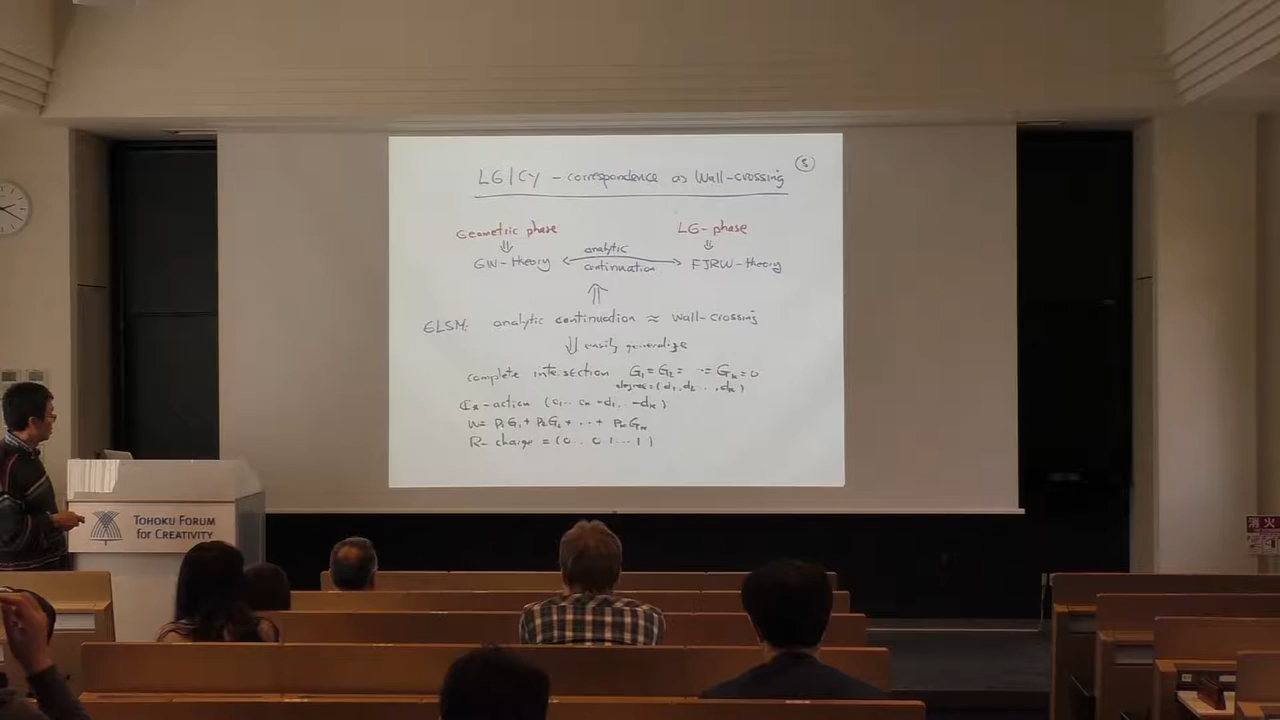 5
LG/CY - correspondence as Wall-crossing
Geometric phase
LG-phase
⇓
⇓
GW-theory
analytic
continuation
FJRW-theory
⇑
GLSM: analytic continuation ≈ wall-crossing
⇓ easily generalize
complete intersection G₁ = G₂ = ··· = Gₖ = 0
degree = (d₁, d₂ ..., dₖ)
ℂ*-action (c₁ ... cₙ -d₁, .. -dₖ)
W = P₁G₁ + P₂G₂ + ··· +
R-charge = (0 .. 0 1 ... 1)
TOHOKU FORUM
for CREATIVITY
消火